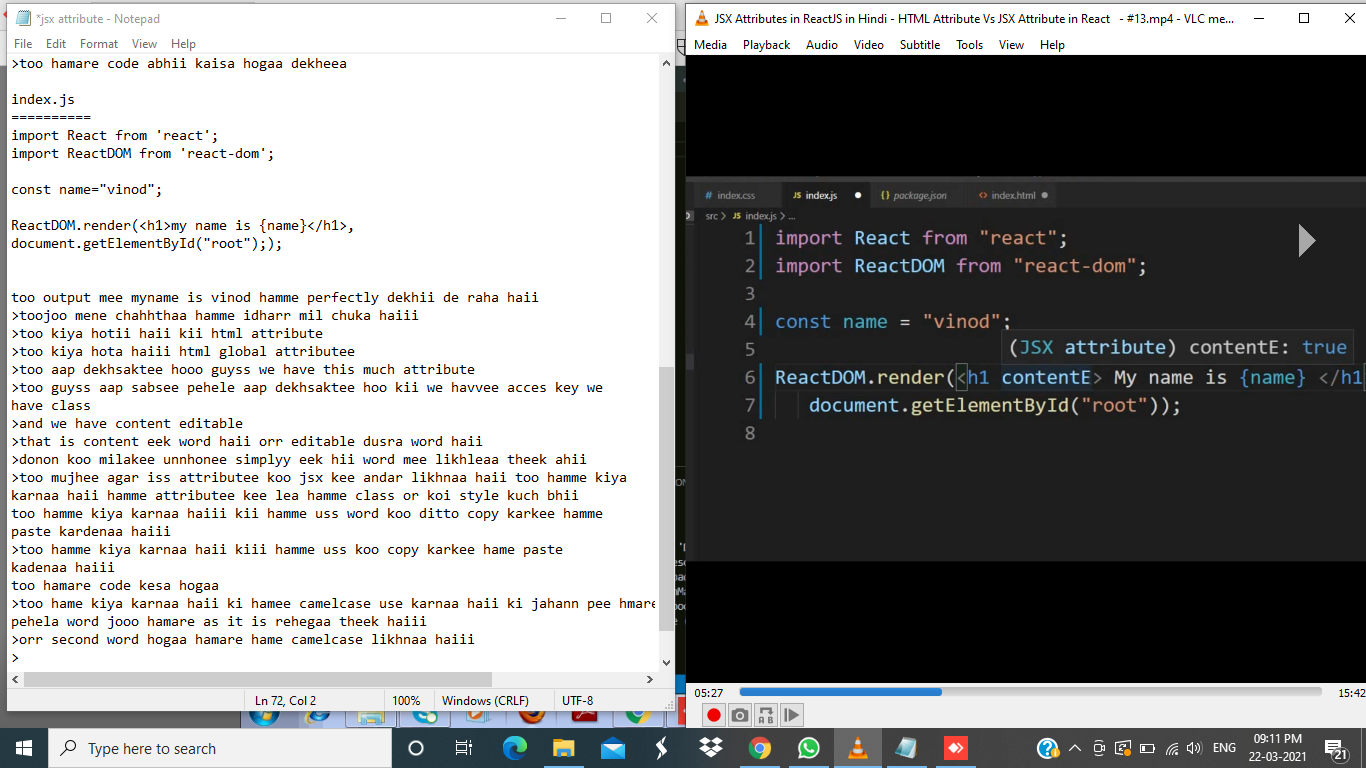 *jsx attribute - Notepad
File Edit Format View Help
>too hamare code abhii kaisa hogaa dekheea
index.js
==========
import React from 'react';
import ReactDOM from 'react-dom';
const name="vinod";
ReactDOM.render(<h1>my name is {name}</h1>,
document.getElementById("root"););
too output mee myname is vinod hamme perfectly dekhii de raha haii
>toojoo mene chahhthaa hamme idharr mil chuka haiii
>too kiya hotii haii kii html attribute
>too kiya hota haiii html global attributee
>too aap dekhsaktee hooo guyss we have this much attribute
>too guyss aap sabsee pehele aap dekhsaktee hoo kii we havvee acces key we
have class
>and we have content editable
>that is content eek word haii orr editable dusra word haii
>donon koo milakee unnhonee simplyy eek hii word mee likhleaa theek ahii
>too mujhee agar iss attributee koo jsx kee andar likhnaa haii too hamme kiya
karnaa haii hamme attributee kee lea hamme class or koi style kuch bhii
too hamme kiya karnaa haiii kii hamme uss word koo ditto copy karkee hamme
paste kardenaa haiii
>too hamme kiya karnaa haii kiii hamme uss koo copy karkee hame paste
kadenaa haiii
too hamare code kesa hogaa
>too hame kiya karnaa haii ki hamee camelcase use karnaa haii ki jahann pee hmare
pehela word jooo hamare as it is rehegaa theek haiii
>orr second word hogaa hamare hame camelcase likhnaa haiii
>
Ln 72, Col 2 100% Windows (CRLF) UTF-8
JSX Attributes in ReactJS in Hindi - HTML Attribute Vs JSX Attribute in React - #13.mp4 - VLC me...
Media Playback Audio Video Subtitle Tools View Help
# index.css JS index.js {} package.json <> index.html
src > JS index.js > ...
1 import React from "react";
2 import ReactDOM from "react-dom";
3
4 const name = "vinod";
5
(JSX attribute) contentE: true
6 ReactDOM.render(<h1 contentE> My name is {name} </h1
7 document.getElementById("root"));
8
05:27 15:42
Type here to search
ENG
09:11 PM
22-03-2021
21